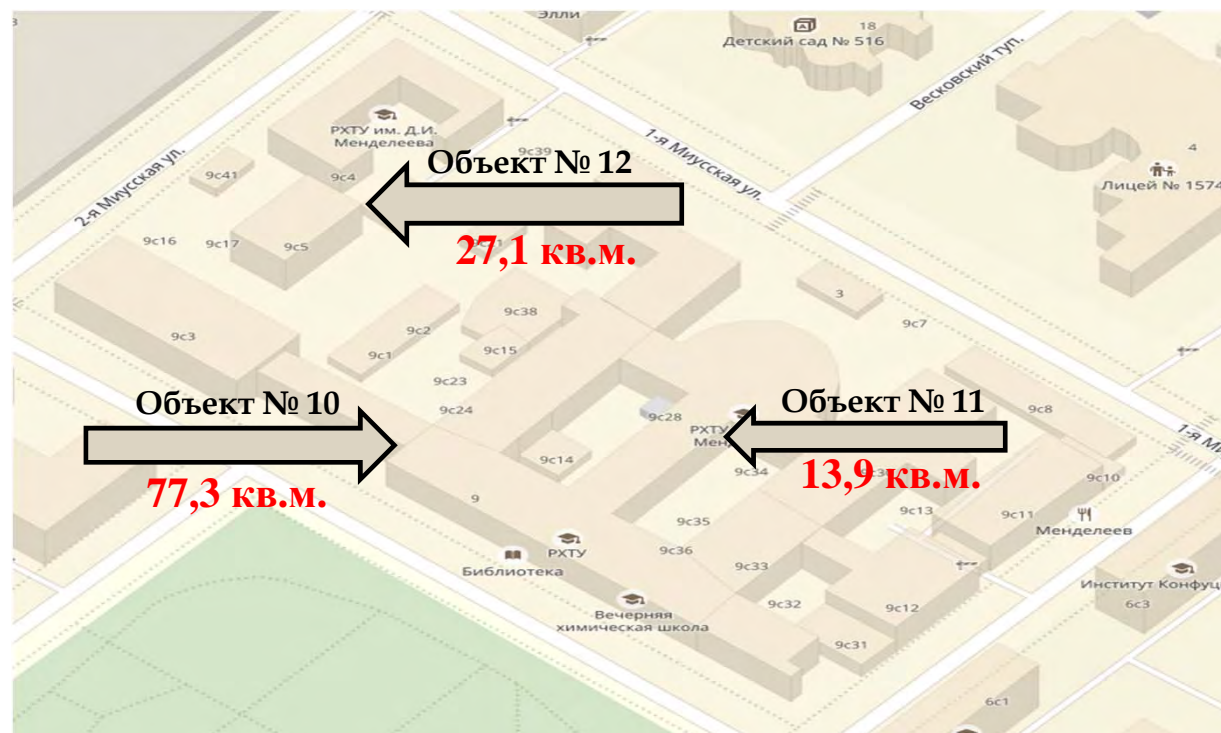 Элли
18
Детский сад № 516
Весковский туп.
РХТУ им. Д.И.
Менделеева
9с39
1-я Миусская ул.
4
Лицей № 1574
2-я Миусская ул.
9с41
9с4
Объект № 12
27,1 кв.м.
9с16
9с17
9с5
3
9с38
9с7
9с3
9с2
9с1
9с15
9с23
9с24
Объект № 10
77,3 кв.м.
9с28
РХТУ
Объект № 11
13,9 кв.м.
9с8
1-я Ми
9с14
9с34
9с10
9
9с35
9с13
9с11
Менделеев
РХТУ
Библиотека
9с36
9с33
Институт Конфуц
6с3
Вечерняя
химическая школа
9с32
9с12
9с31
6с1